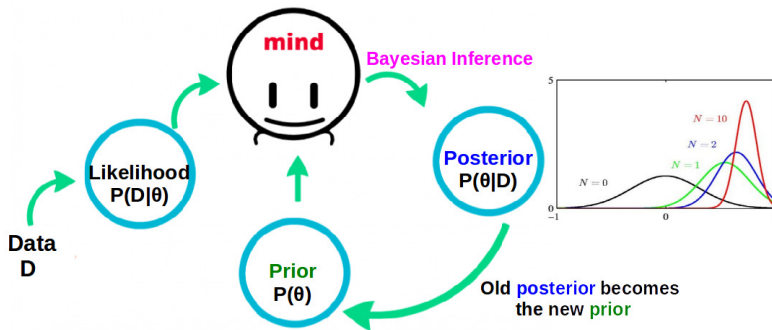 mind
Bayesian Inference
Likelihood
P(D|θ)
Posterior
P(θ|D)
Data
D
Prior
P(θ)
Old posterior becomes
the new prior
5
N = 10
N = 2
N = 1
N = 0
0
−1
0